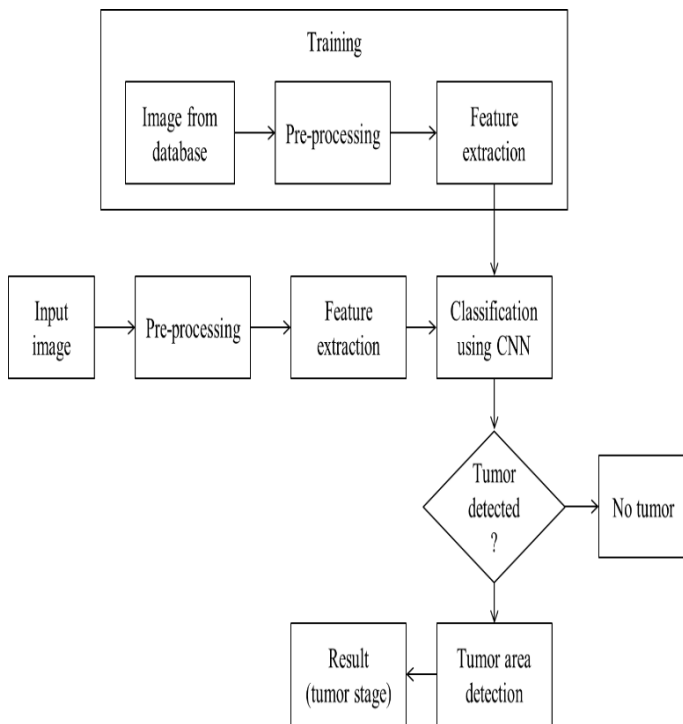 Training
Image from
database
Pre-processing
Feature
extraction
Input
image
Pre-processing
Feature
extraction
Classification
using CNN
Tumor
detected
?
No tumor
Result
(tumor stage)
Tumor area
detection